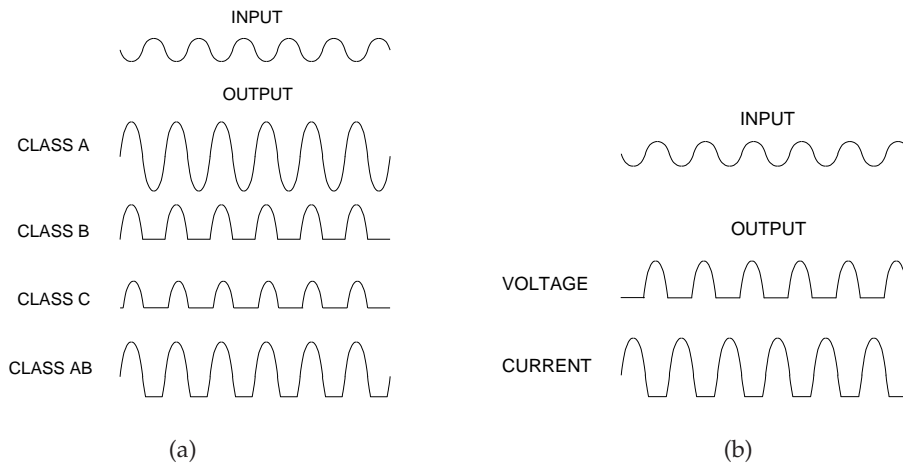 INPUT
OUTPUT
CLASS A
CLASS B
CLASS C
CLASS AB
(a)
INPUT
OUTPUT
VOLTAGE
CURRENT
(b)